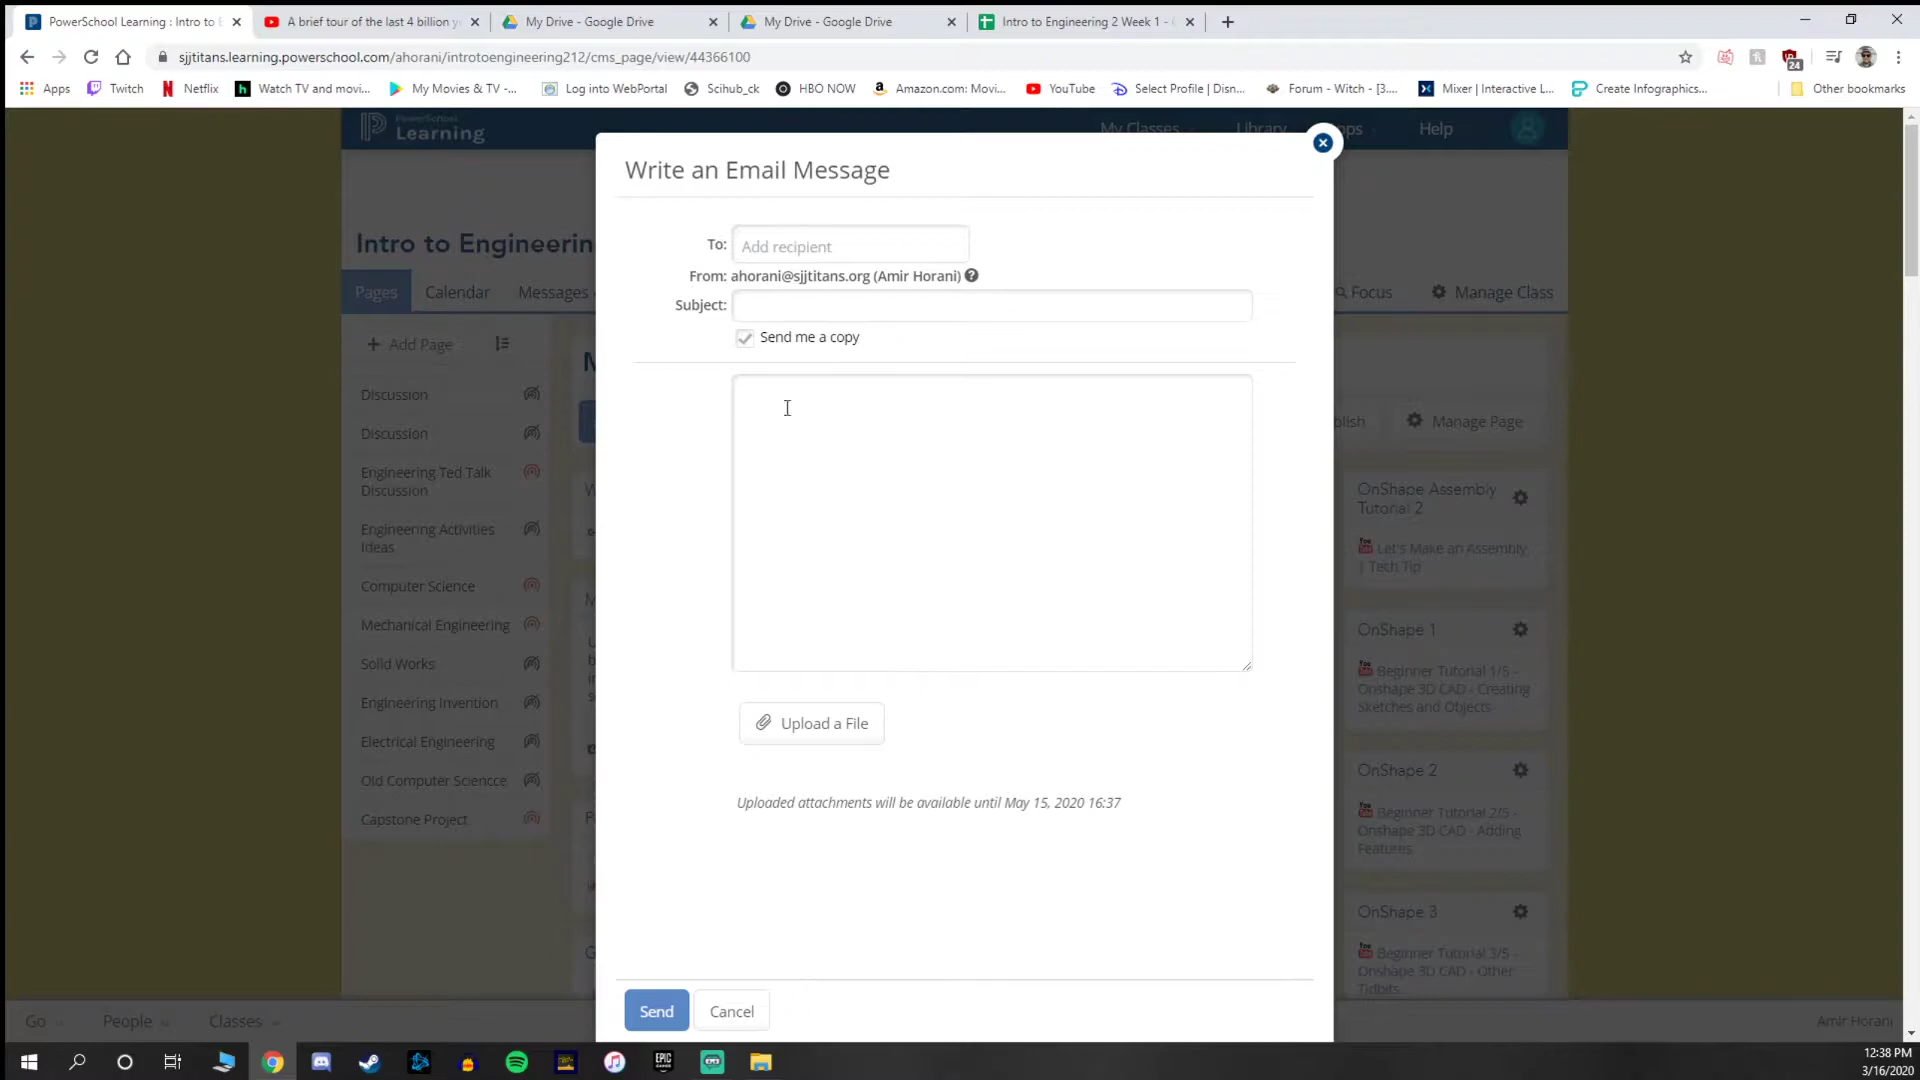 PowerSchool Learning : Intro to E
A brief tour of the last 4 billion y
My Drive - Google Drive
My Drive - Google Drive
Intro to Engineering 2 Week 1 -
sjjtitans.learning.powerschool.com/ahorani/introtoengineering212/cms_page/view/44366100
24
Apps
Twitch
Netflix
Watch TV and movi...
My Movies & TV -...
Log into WebPortal
Scihub_ck
HBO NOW
Amazon.com: Movi...
YouTube
Select Profile | Disn...
Forum - Witch - [3....
Mixer | Interactive L...
Create Infographics...
Other bookmarks
PowerSchool
Learning
My Classes
Library
pps
Help
Write an Email Message
To: Add recipient
From: ahorani@sjjtitans.org (Amir Horani)
Subject:
Send me a copy
Upload a File
Uploaded attachments will be available until May 15, 2020 16:37
Send
Cancel
Intro to Engineerin
Pages
Calendar
Messages
Focus
Manage Class
Add Page
Discussion
Discussion
Engineering Ted Talk
Discussion
Engineering Activities
Ideas
Computer Science
Mechanical Engineering
Solid Works
Engineering Invention
Electrical Engineering
Old Computer Sciencce
Capstone Project
blish
Manage Page
OnShape Assembly
Tutorial 2
Let's Make an Assembly
| Tech Tip
OnShape 1
Beginner Tutorial 1/5 -
Onshape 3D CAD - Creating
Sketches and Objects
OnShape 2
Beginner Tutorial 2/5 -
Onshape 3D CAD - Adding
Features
OnShape 3
Beginner Tutorial 3/5 -
Onshape 3D CAD - Other
Tidbits
Go
People
Classes
Amir Horani
EPIC
GAMES
12:38 PM
3/16/2020